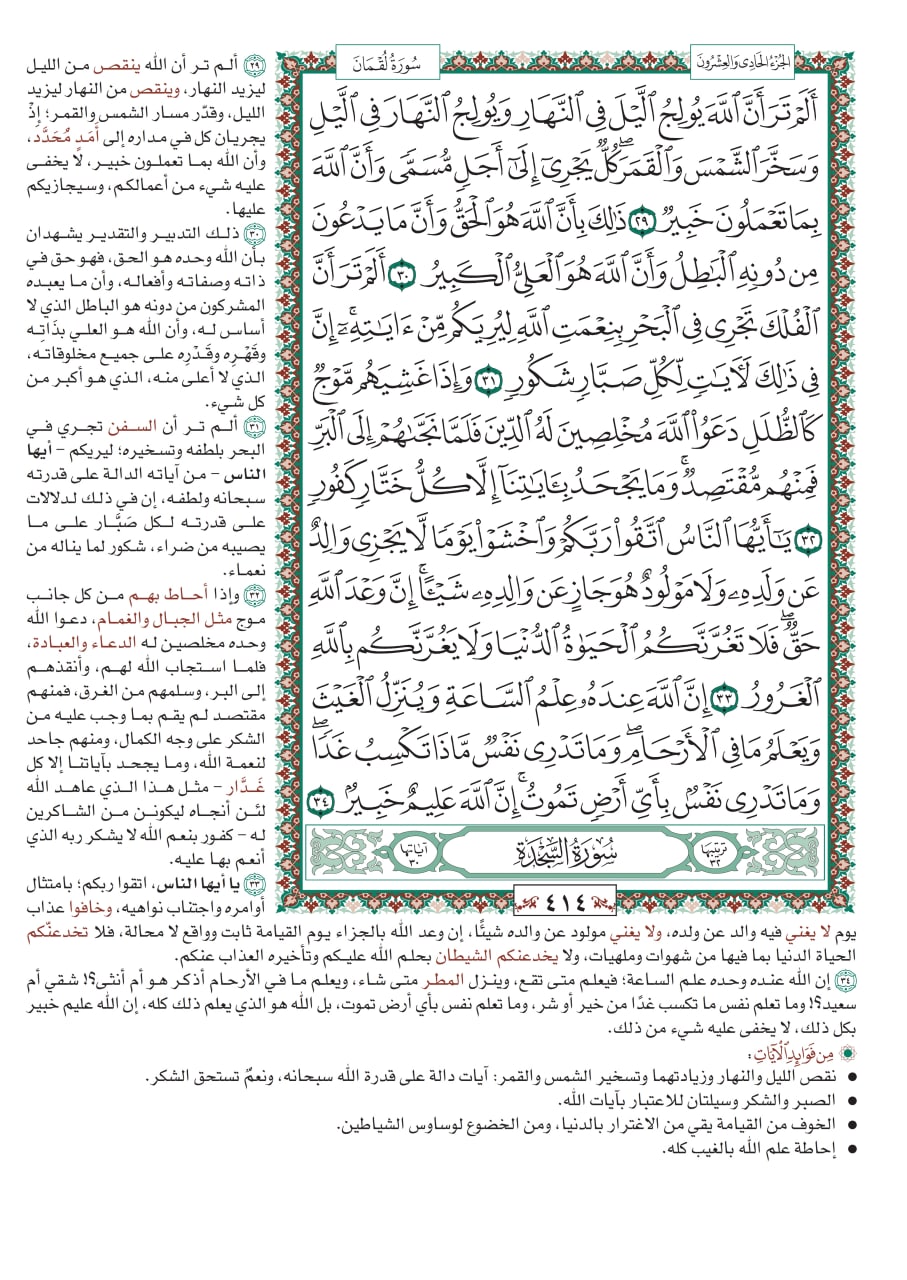 الجُزْءُ الحَادِي وَالعِشْرُونَ
سُورَةُ لُقْمَانَ
أَلَمْ تَرَ أَنَّ ٱللَّهَ يُولِجُ ٱلَّيْلَ فِى ٱلنَّهَارِ وَيُولِجُ ٱلنَّهَارَ فِى ٱلَّيْلِ
وَسَخَّرَ ٱلشَّمْسَ وَٱلْقَمَرَۖ كُلٌّ يَجْرِىٓ إِلَىٰٓ أَجَلٍ مُّسَمًّى وَأَنَّ ٱللَّهَ
بِمَا تَعْمَلُونَ خَبِيرٌ ٢٩ ذَٰلِكَ بِأَنَّ ٱللَّهَ هُوَ ٱلْحَقُّ وَأَنَّ مَا يَدْعُونَ
مِن دُونِهِ ٱلْبَٰطِلُ وَأَنَّ ٱللَّهَ هُوَ ٱلْعَلِىُّ ٱلْكَبِيرُ ٣٠ أَلَمْ تَرَ أَنَّ
ٱلْفُلْكَ تَجْرِى فِى ٱلْبَحْرِ بِنِعْمَتِ ٱللَّهِ لِيُرِيَكُم مِّنْ ءَايَٰتِهِۦٓۚ إِنَّ
فِى ذَٰلِكَ لَءَايَٰتٍ لِّكُلِّ صَبَّارٍ شَكُورٍ ٣١ وَإِذَا غَشِيَهُم مَّوْجٌ
كَٱلظُّلَلِ دَعَوُا۟ ٱللَّهَ مُخْلِصِينَ لَهُ ٱلدِّينَ فَلَمَّا نَجَّىٰهُمْ إِلَى ٱلْبَرِّ
فَمِنْهُم مُّقْتَصِدٌۚ وَمَا يَجْحَدُ بِـَٔايَٰتِنَآ إِلَّا كُلُّ خَتَّارٍ كَفُورٍ
٣٢ يَٰٓأَيُّهَا ٱلنَّاسُ ٱتَّقُوا۟ رَبَّكُمْ وَٱخْشَوْا۟ يَوْمًا لَّا يَجْزِى وَالِدٌ
عَن وَلَدِهِۦ وَلَا مَوْلُودٌ هُوَ جَازٍ عَن وَالِدِهِۦ شَيْـًٔاۚ إِنَّ وَعْدَ ٱللَّهِ
حَقٌّۖ فَلَا تَغُرَّنَّكُمُ ٱلْحَيَوٰةُ ٱلدُّنْيَا وَلَا يَغُرَّنَّكُم بِٱللَّهِ
ٱلْغَرُورُ ٣٣ إِنَّ ٱللَّهَ عِندَهُۥ عِلْمُ ٱلسَّاعَةِ وَيُنَزِّلُ ٱلْغَيْثَ
وَيَعْلَمُ مَا فِى ٱلْأَرْحَامِۖ وَمَا تَدْرِى نَفْسٌ مَّاذَا تَكْسِبُ غَدًاۖ
وَمَا تَدْرِى نَفْسٌۢ بِأَىِّ أَرْضٍ تَمُوتُۚ إِنَّ ٱللَّهَ عَلِيمٌ خَبِيرٌۢ ٣٤
ترتيبها ٣٢
سُورَةُ السَّجْدَةِ
آياتها ٣٠
٤١٤
٢٩ ألم تر أن الله ينقص من الليل
ليزيد النهار، وينقص من النهار ليزيد
الليل، وقدّر مسار الشمس والقمر؛ إذْ
يجريان كل في مداره إلى أمَدٍ مُحَدَّد،
وأن الله بما تعملون خبير، لا يخفى
عليه شيء من أعمالكم، وسيجازيكم
عليها.
٣٠ ذلك التدبير والتقدير يشهدان
بأن الله وحده هو الحق، فهو حق في
ذاته وصفاته وأفعاله، وأن ما يعبده
المشركون من دونه هو الباطل الذي لا
أساس له، وأن الله هو العلي بذَاتِه
وقَهْرِه وقَدْرِه على جميع مخلوقاته،
الذي لا أعلى منه، الذي هو أكبر من
كل شيء.
٣١ ألم تر أن السفن تجري في
البحر بلطفه وتسخيره؛ ليريكم - أيها
الناس - من آياته الدالة على قدرته
سبحانه ولطفه، إن في ذلك لدلالات
على قدرته لكل صَبَّار على ما
يصيبه من ضراء، شكور لما يناله من
نعماء.
٣٢ وإذا أحاط بهم من كل جانب
موج مثل الجبال والغمام، دعوا الله
وحده مخلصين له الدعاء والعبادة،
فلما استجاب الله لهم، وأنقذهم
إلى البر، وسلمهم من الغرق، فمنهم
مقتصد لم يقم بما وجب عليه من
الشكر على وجه الكمال، ومنهم جاحد
لنعمة الله، وما يجحد بآياتنا إلا كل
غَدَّار - مثل هذا الذي عاهد الله
لئن أنجاه ليكونن من الشاكرين
له - كفور بنعم الله لا يشكر ربه الذي
أنعم بها عليه.
٣٣ يا أيها الناس، اتقوا ربكم؛ بامتثال
أوامره واجتناب نواهيه، وخافوا عذاب
يوم لا يغني فيه والد عن ولده، ولا يغني مولود عن والده شيئًا، إن وعد الله بالجزاء يوم القيامة ثابت وواقع لا محالة، فلا تخدعنّكم
الحياة الدنيا بما فيها من شهوات وملهيات، ولا يخدعنكم الشيطان بحلم الله عليكم وتأخيره العذاب عنكم.
٣٤ إن الله عنده وحده علم الساعة؛ فيعلم متى تقع، وينزل المطر متى شاء، ويعلم ما في الأرحام أذكر هو أم أنثى؟! شقي أم
سعيد؟! وما تعلم نفس ما تكسب غدًا من خير أو شر، وما تعلم نفس بأي أرض تموت، بل الله هو الذي يعلم ذلك كله، إن الله عليم خبير
بكل ذلك، لا يخفى عليه شيء من ذلك.
مِن فَوَائِدِ الْآيَاتِ:
● نقص الليل والنهار وزيادتهما وتسخير الشمس والقمر: آيات دالة على قدرة الله سبحانه، ونعمٌ تستحق الشكر.
● الصبر والشكر وسيلتان للاعتبار بآيات الله.
● الخوف من القيامة يقي من الاغترار بالدنيا، ومن الخضوع لوساوس الشياطين.
● إحاطة علم الله بالغيب كله.